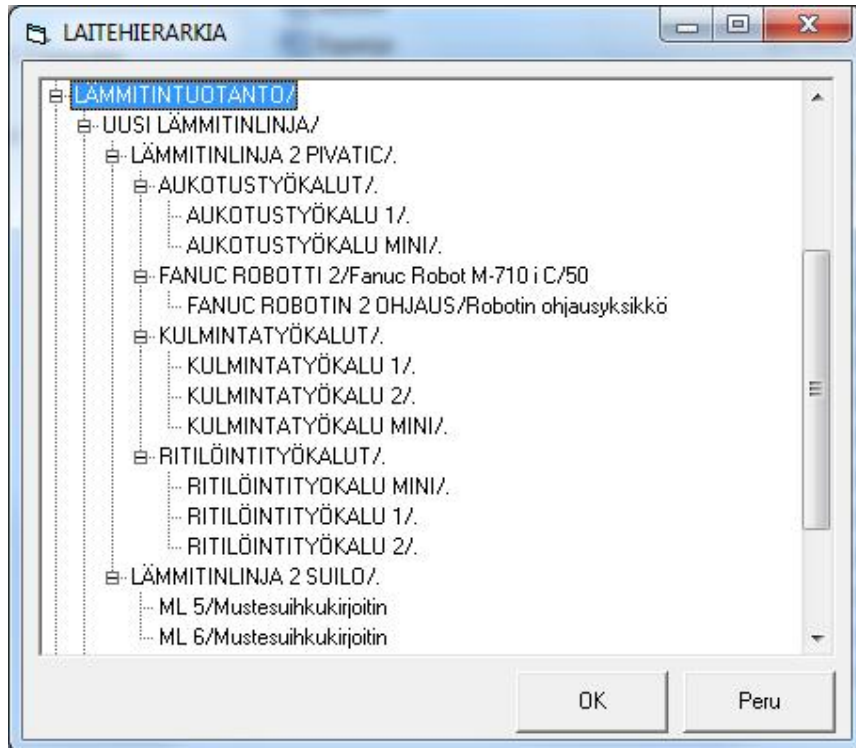 LAITEHIERARKIA
LÄMMITINTUOTANTO/
UUSI LÄMMITINLINJA/
LÄMMITINLINJA 2 PIVATIC/.
AUKOTUSTYÖKALUT/.
AUKOTUSTYÖKALU 1/.
AUKOTUSTYÖKALU MINI/.
FANUC ROBOTTI 2/Fanuc Robot M-710 i C/50
FANUC ROBOTIN 2 OHJAUS/Robotin ohjausyksikkö
KULMINTATYÖKALUT/.
KULMINTATYÖKALU 1/.
KULMINTATYÖKALU 2/.
KULMINTATYÖKALU MINI/.
RITILÖINTITYÖKALUT/.
RITILÖINTITYÖKALU MINI/.
RITILÖINTITYÖKALU 1/.
RITILÖINTITYÖKALU 2/.
LÄMMITINLINJA 2 SUILO/.
ML 5/Mustesuihkukirjoitin
ML 6/Mustesuihkukirjoitin
OK Peru